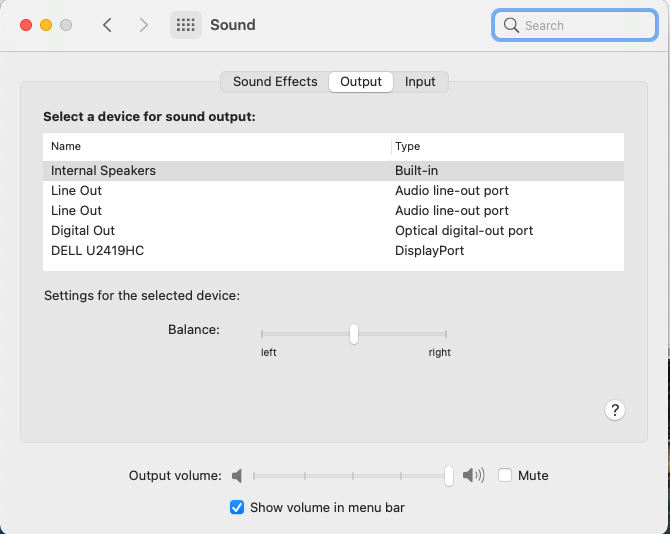 Sound
Search
Sound Effects Output Input
Select a device for sound output:
Name Type
Internal Speakers Built-in
Line Out Audio line-out port
Line Out Audio line-out port
Digital Out Optical digital-out port
DELL U2419HC DisplayPort
Settings for the selected device:
Balance:
left right
?
Output volume: Mute
Show volume in menu bar